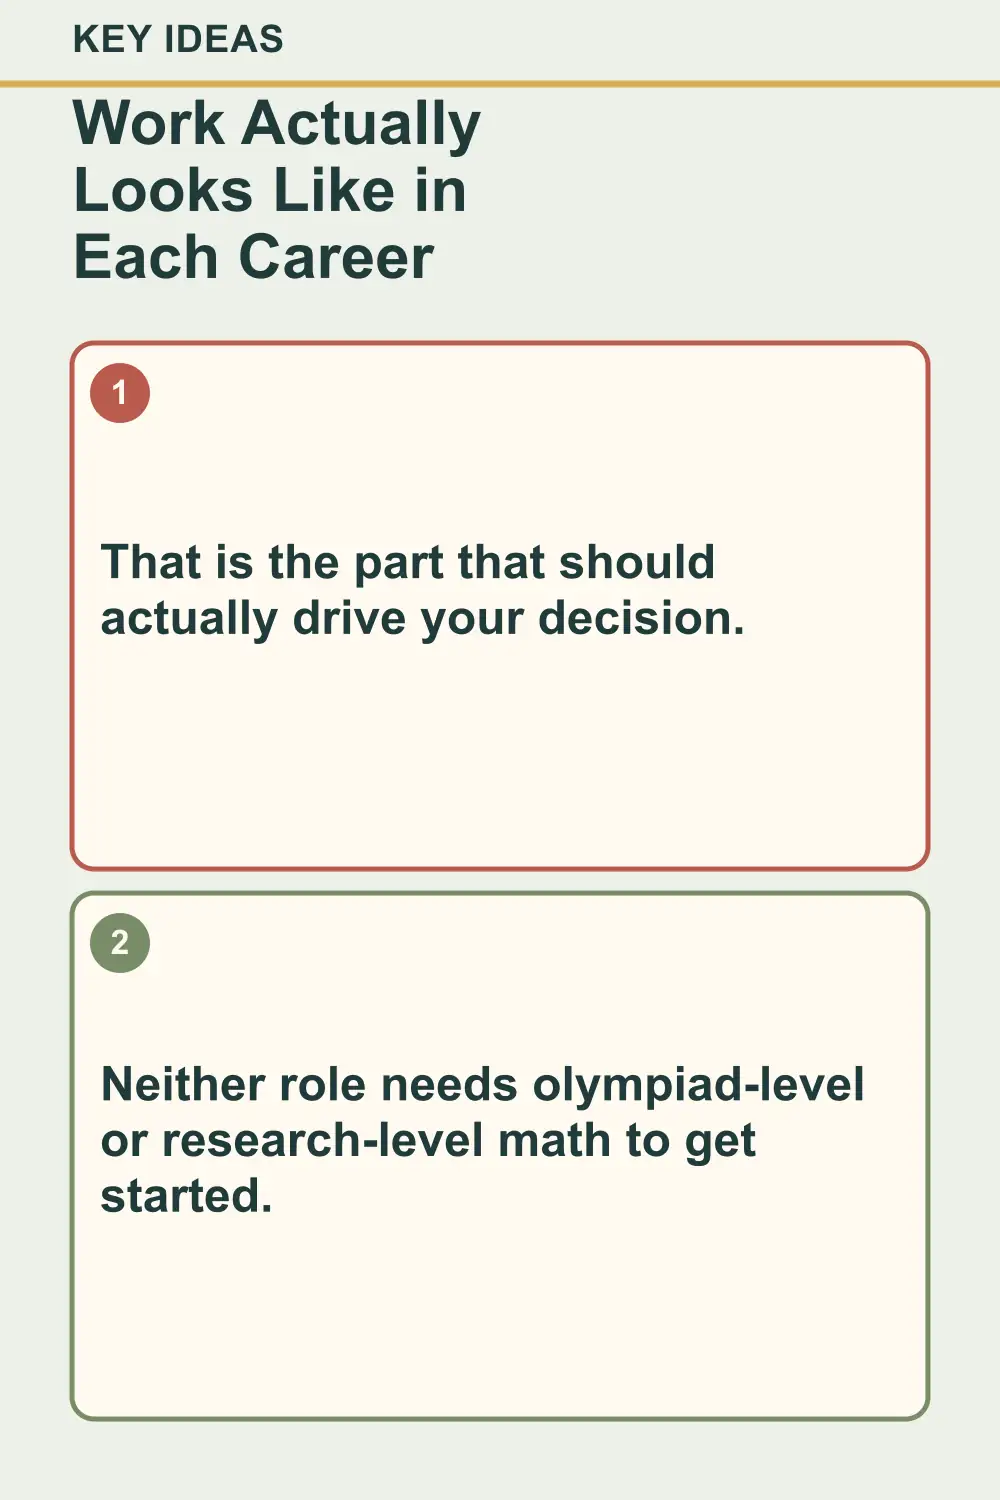 KEY IDEAS
Work Actually
Looks Like in
Each Career
1
That is the part that should
actually drive your decision.
2
Neither role needs olympiad-level
or research-level math to get
started.